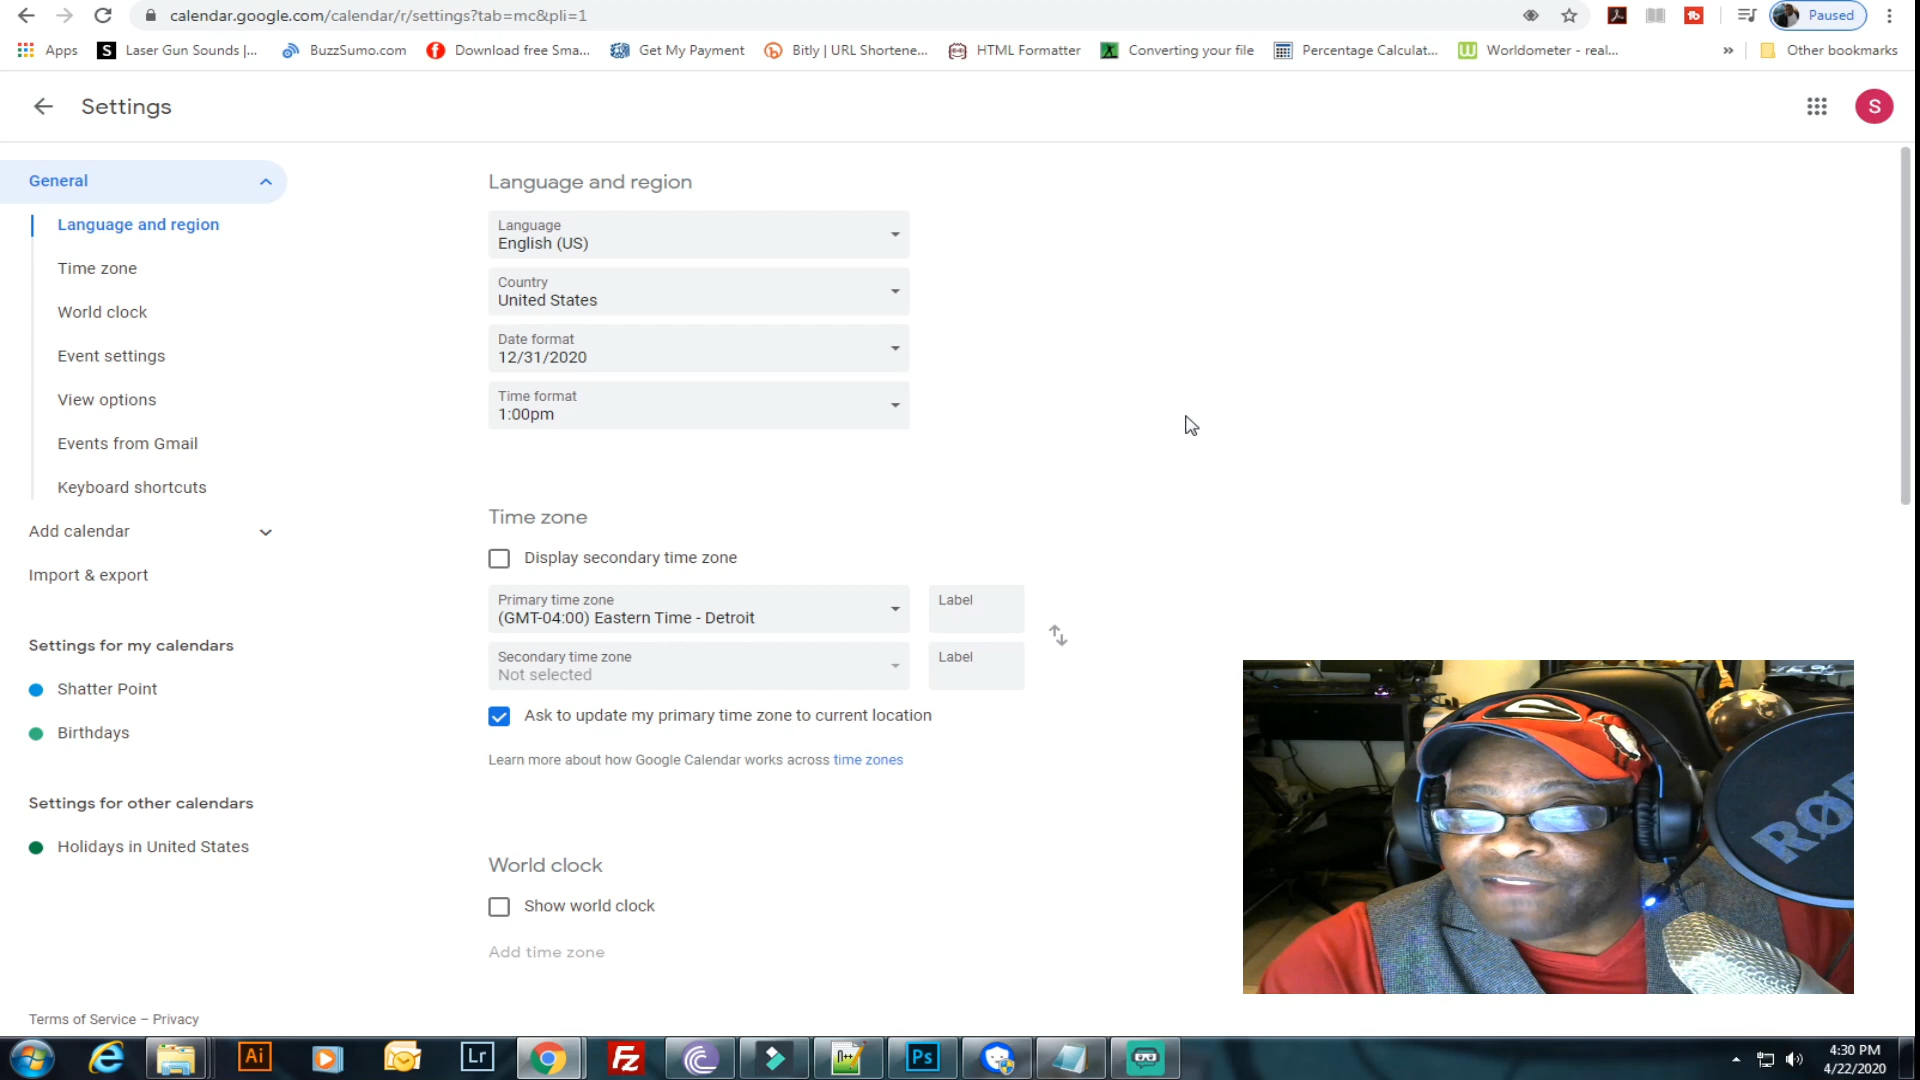 calendar.google.com/calendar/r/settings?tab=mc&pli=1
Paused
Apps
Laser Gun Sounds |...
BuzzSumo.com
Download free Sma...
Get My Payment
Bitly | URL Shortene...
HTML Formatter
Converting your file
Percentage Calculat...
Worldometer - real...
»
Other bookmarks
Settings
S
General
Language and region
Time zone
World clock
Event settings
View options
Events from Gmail
Keyboard shortcuts
Add calendar
Import & export
Settings for my calendars
Shatter Point
Birthdays
Settings for other calendars
Holidays in United States
Terms of Service – Privacy
Language and region
Language
English (US)
Country
United States
Date format
12/31/2020
Time format
1:00pm
Time zone
Display secondary time zone
Primary time zone
(GMT-04:00) Eastern Time - Detroit
Label
Secondary time zone
Not selected
Label
Ask to update my primary time zone to current location
Learn more about how Google Calendar works across time zones
World clock
Show world clock
Add time zone
Ai
Lr
Fz
n++
Ps
4:30 PM
4/22/2020